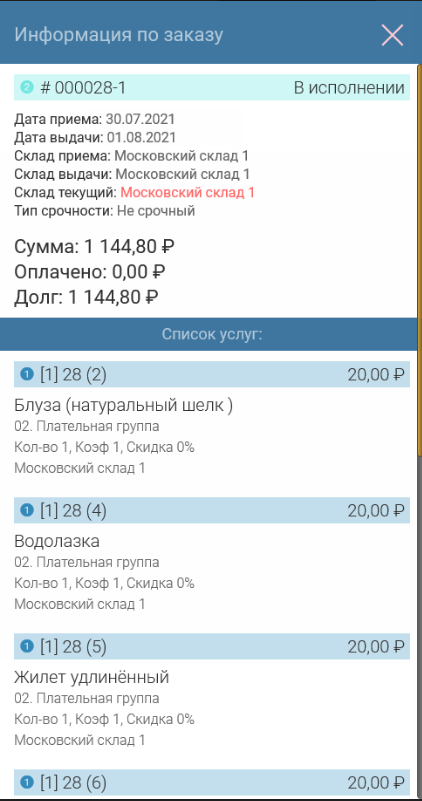 Информация по заказу
2 # 000028-1 В исполнении
Дата приема: 30.07.2021
Дата выдачи: 01.08.2021
Склад приема: Московский склад 1
Склад выдачи: Московский склад 1
Склад текущий: Московский склад 1
Тип срочности: Не срочный
Сумма: 1 144,80 ₽
Оплачено: 0,00 ₽
Долг: 1 144,80 ₽
Список услуг:
1 [1] 28 (2) 20,00 ₽
Блуза (натуральный шелк )
02. Плательная группа
Кол-во 1, Коэф 1, Скидка 0%
Московский склад 1
1 [1] 28 (4) 20,00 ₽
Водолазка
02. Плательная группа
Кол-во 1, Коэф 1, Скидка 0%
Московский склад 1
1 [1] 28 (5) 20,00 ₽
Жилет удлинённый
02. Плательная группа
Кол-во 1, Коэф 1, Скидка 0%
Московский склад 1
1 [1] 28 (6) 20,00 ₽